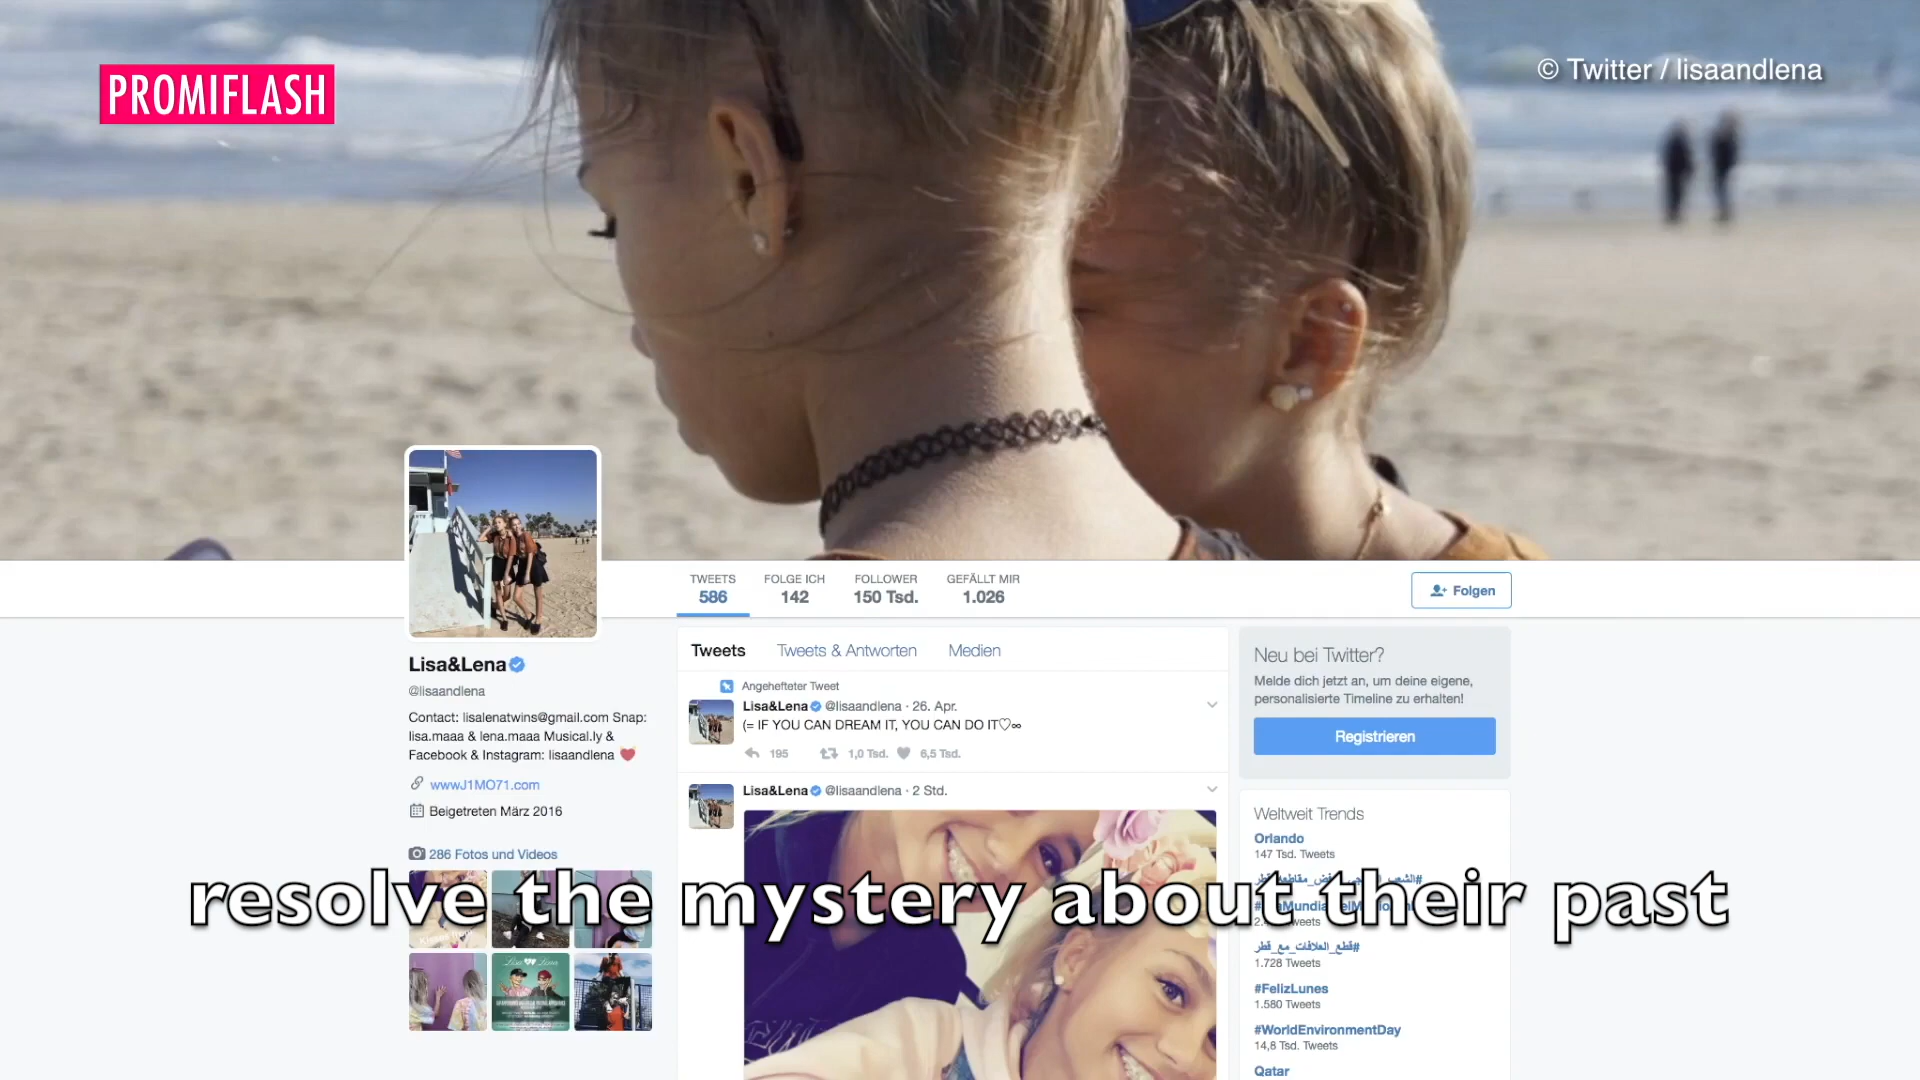 PROMIFLASH
© Twitter / lisaandlena
TWEETS
586
FOLGE ICH
142
FOLLOWER
150 Tsd.
GEFÄLLT MIR
1.026
Folgen
Lisa&Lena
@lisaandlena
Contact: lisalenatwins@gmail.com Snap:
lisa.maaa & lena.maaa Musical.ly &
Facebook & Instagram: lisaandlena
wwwJ1MO71.com
Beigetreten März 2016
286 Fotos und Videos
Tweets
Tweets & Antworten
Medien
Angehefteter Tweet
Lisa&Lena @lisaandlena · 26. Apr.
(= IF YOU CAN DREAM IT, YOU CAN DO IT♡∞
195
1,0 Tsd.
6,5 Tsd.
Lisa&Lena @lisaandlena · 2 Std.
Neu bei Twitter?
Melde dich jetzt an, um deine eigene,
personalisierte Timeline zu erhalten!
Registrieren
Weltweit Trends
Orlando
147 Tsd. Tweets
#قطع_العلاقات_مع_قطر
1.728 Tweets
#FelizLunes
1.580 Tweets
#WorldEnvironmentDay
14,8 Tsd. Tweets
Qatar
resolve the mystery about their past